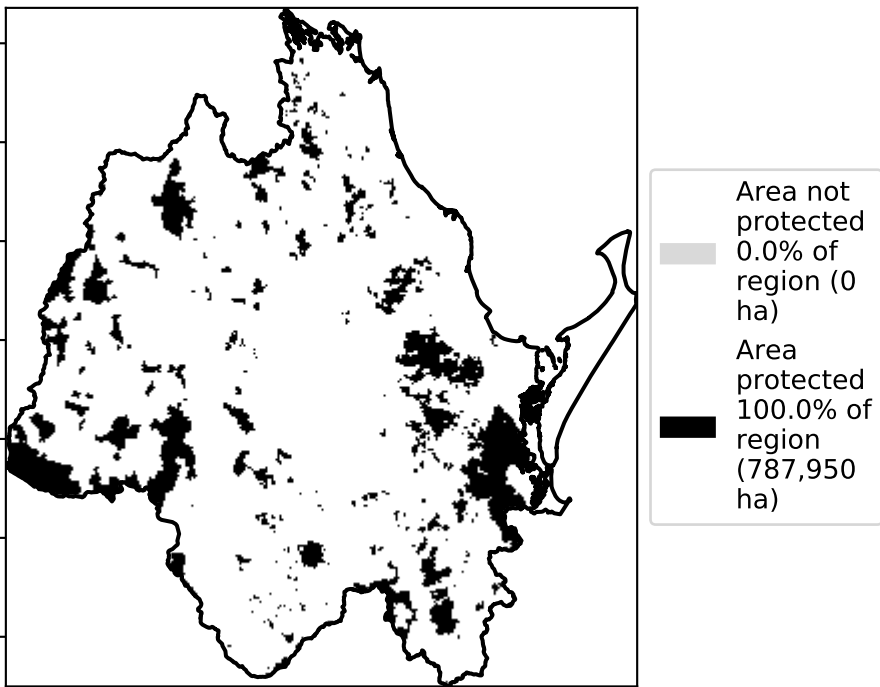 Area not
protected
0.0% of
region (0
ha)
Area
protected
100.0% of
region
(787,950
ha)